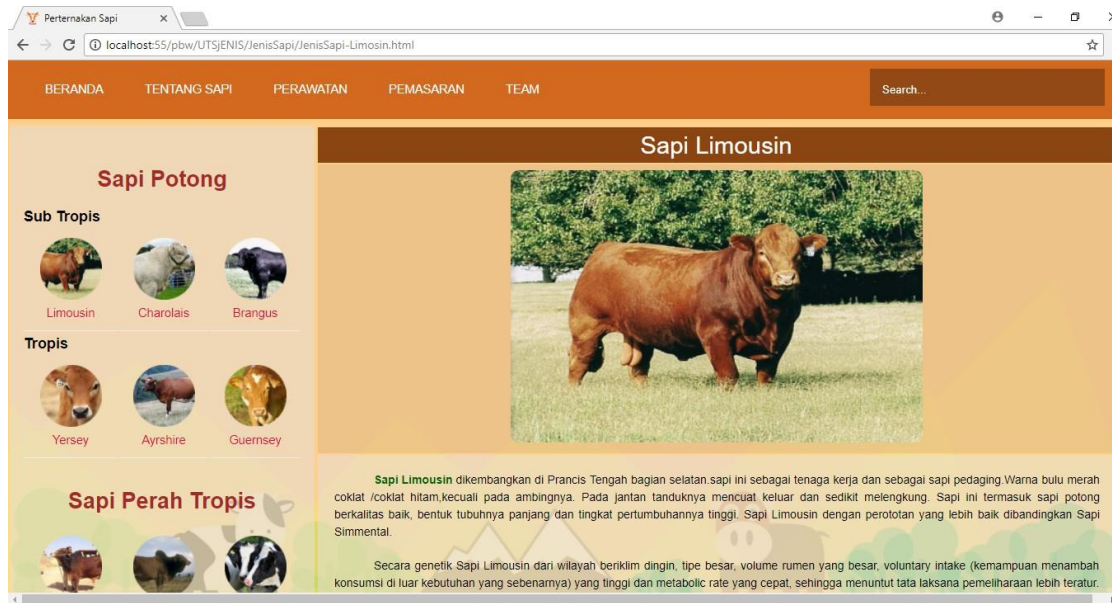 Perternakan Sapi
localhost:55/pbw/UTSjENIS/JenisSapi/JenisSapi-Limosin.html
BERANDA TENTANG SAPI PERAWATAN PEMASARAN TEAM Search...
Sapi Potong
Sub Tropis
Limousin Charolais Brangus
Tropis
Yersey Ayrshire Guernsey
Sapi Perah Tropis
Sapi Limousin
Sapi Limousin dikembangkan di Prancis Tengah bagian selatan.sapi ini sebagai tenaga kerja dan sebagai sapi pedaging.Warna bulu merah
coklat /coklat hitam,kecuali pada ambingnya. Pada jantan tanduknya mencuat keluar dan sedikit melengkung. Sapi ini termasuk sapi potong
berkalitas baik, bentuk tubuhnya panjang dan tingkat pertumbuhannya tinggi. Sapi Limousin dengan perototan yang lebih baik dibandingkan Sapi
Simmental.
Secara genetik Sapi Limousin dari wilayah beriklim dingin, tipe besar, volume rumen yang besar, voluntary intake (kemampuan menambah
konsumsi di luar kebutuhan yang sebenarnya) yang tinggi dan metabolic rate yang cepat, sehingga menuntut tata laksana pemeliharaan lebih teratur.